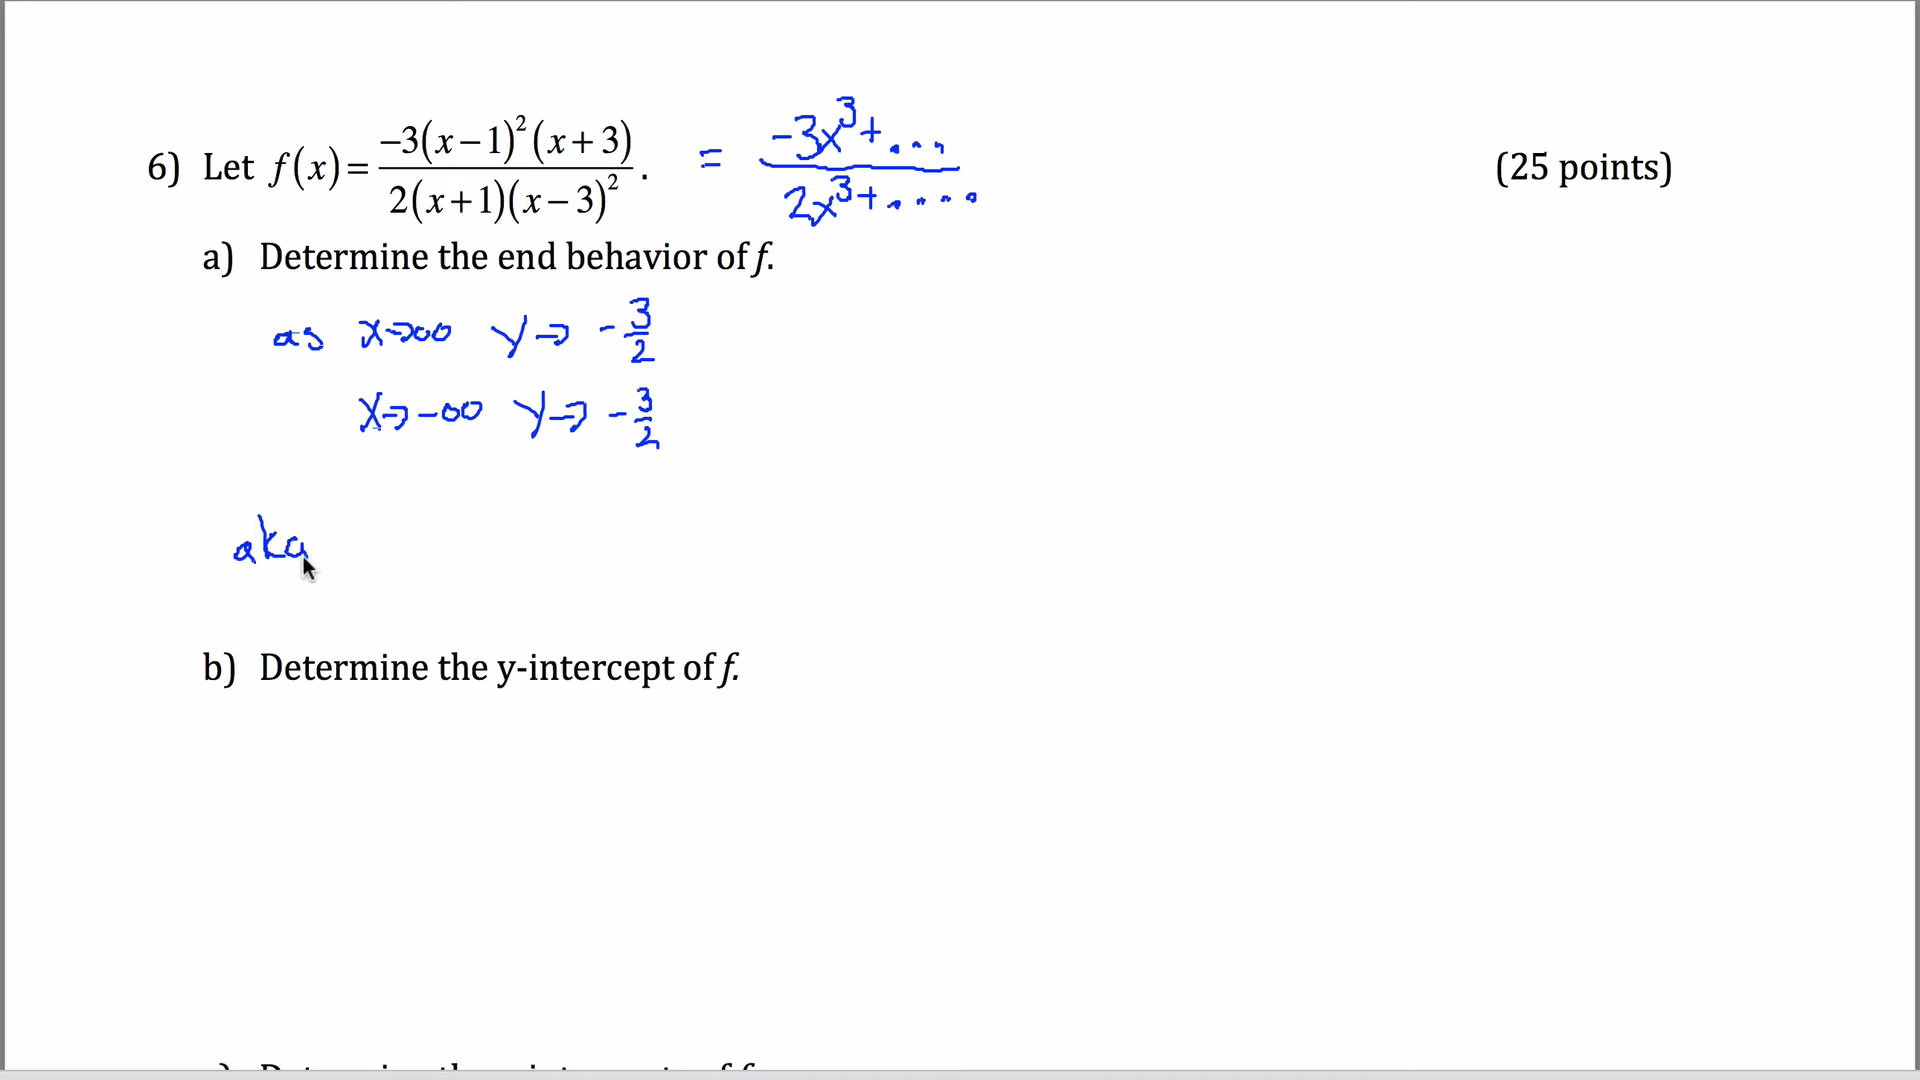 6) Let f(x) = −3(x−1)²(x+3) / 2(x+1)(x−3)² . = −3x³+... / 2x³+.... (25 points)
a) Determine the end behavior of f.
as x→∞ y→ −3/2
x→−∞ y→ −3/2
aka
b) Determine the y-intercept of f.